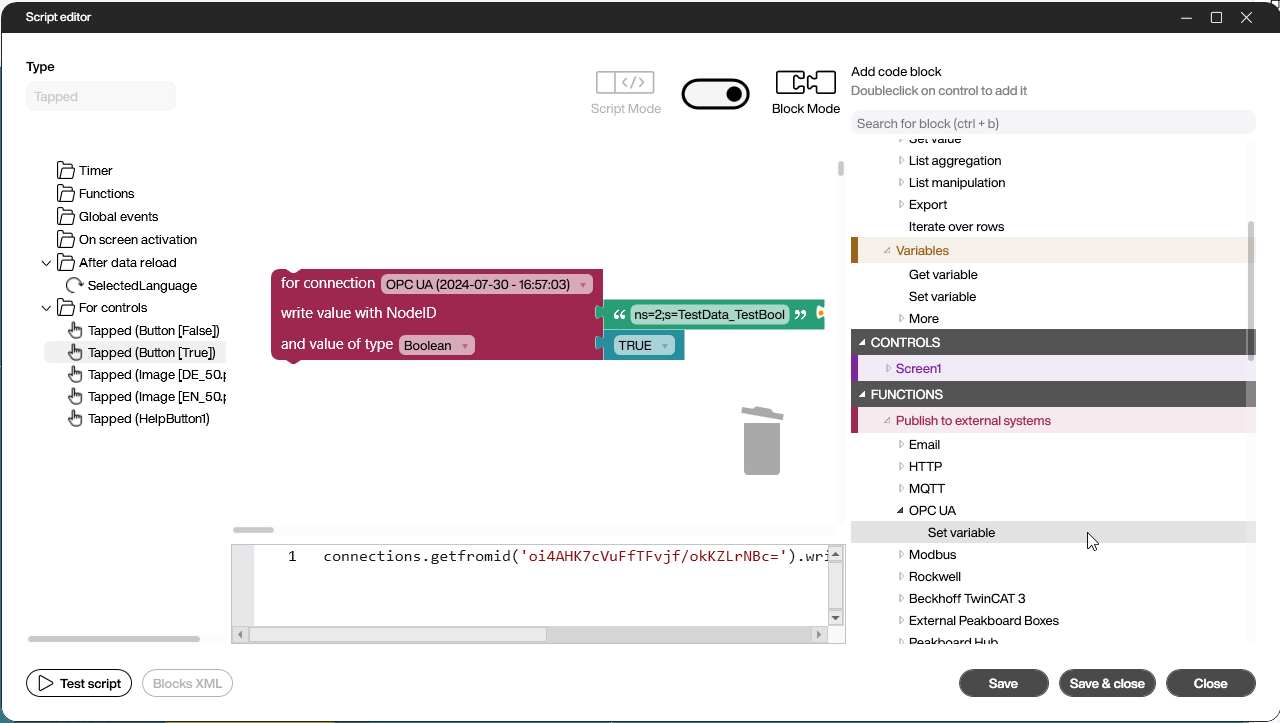 Script editor
Type
Tapped
Script Mode
Block Mode
Add code block
Doubleclick on control to add it
Search for block (ctrl + b)
Timer
Functions
Global events
On screen activation
After data reload
SelectedLanguage
For controls
Tapped (Button [False])
Tapped (Button [True])
Tapped (Image [DE_50.p
Tapped (Image [EN_50.p
Tapped (HelpButton1)
for connection OPC UA (2024-07-30 - 16:57:03)
write value with NodeID
“ ns=2;s=TestData_TestBool ”
and value of type Boolean
TRUE
1 connections.getfromid('oi4AHK7cVuFfTFvjf/okKZLrNBc=').wri
Set value
List aggregation
List manipulation
Export
Iterate over rows
Variables
Get variable
Set variable
More
CONTROLS
Screen1
FUNCTIONS
Publish to external systems
Email
HTTP
MQTT
OPC UA
Set variable
Modbus
Rockwell
Beckhoff TwinCAT 3
External Peakboard Boxes
Peakboard Hub
Test script
Blocks XML
Save
Save & close
Close